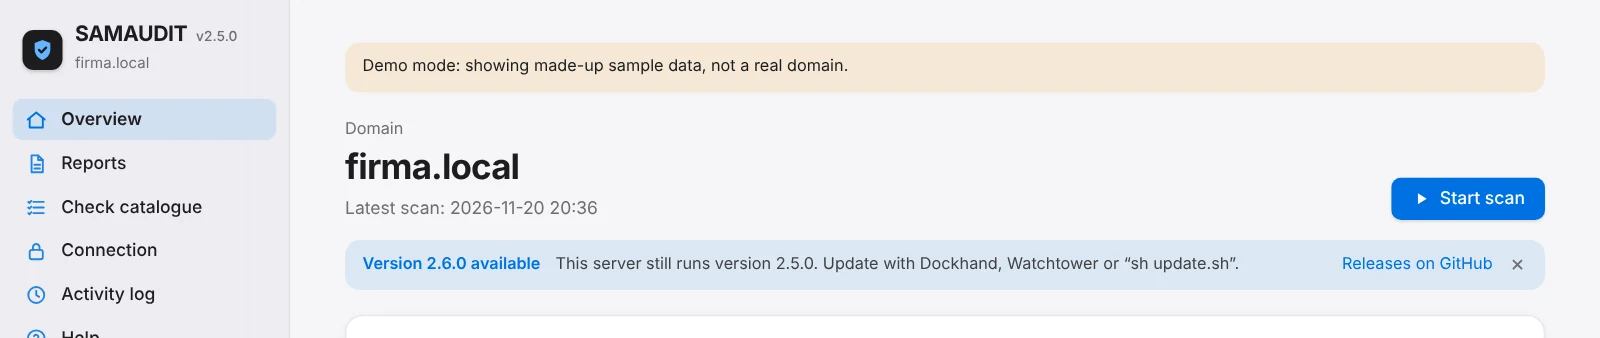 SAMAUDIT v2.5.0
firma.local
Overview
Reports
Check catalogue
Connection
Activity log
Help
Demo mode: showing made-up sample data, not a real domain.
Domain
firma.local
Latest scan: 2026-11-20 20:36
Start scan
Version 2.6.0 available This server still runs version 2.5.0. Update with Dockhand, Watchtower or “sh update.sh”. Releases on GitHub ×